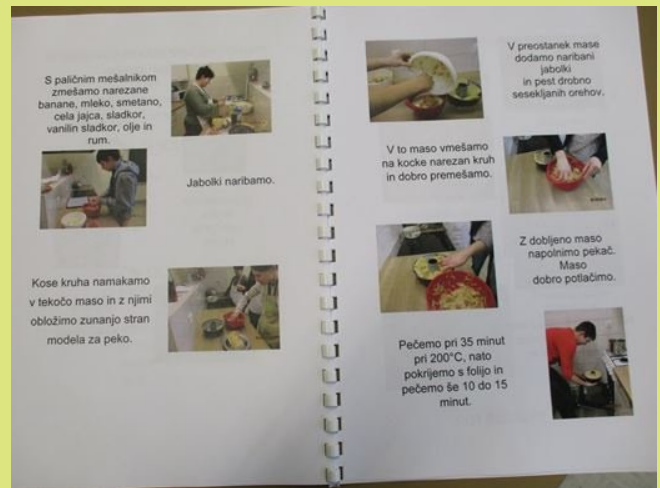 S paličnim mešalnikom
zmešamo narezane
banane, mleko, smetano,
cela jajca, sladkor,
vanilin sladkor, olje in
rum.
Jabolki naribamo.
Kose kruha namakamo
v tekočo maso in z njimi
obložimo zunanjo stran
modela za peko.
V preostanek mase
dodamo naribani
jabolki
in pest drobno
sesekljanih orehov.
V to maso vmešamo
na kocke narezan kruh
in dobro premešamo.
Z dobljeno maso
napolnimo pekač.
Maso
dobro potlačimo.
Pečemo pri 35 minut
pri 200°C, nato
pokrijemo s folijo in
pečemo še 10 do 15
minut.